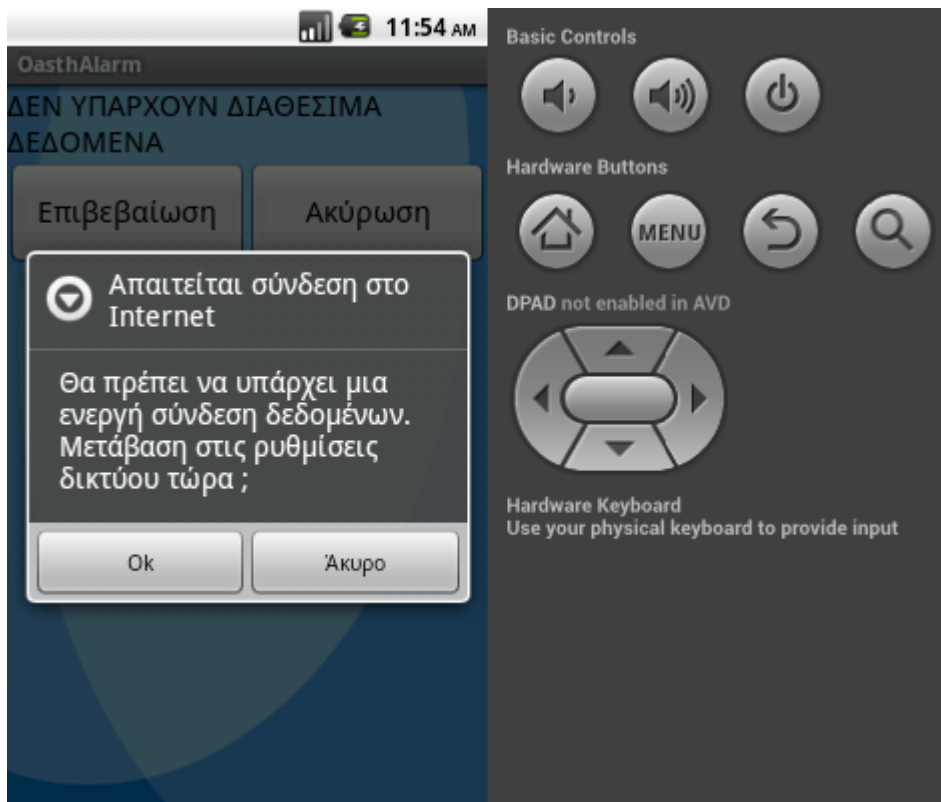 11:54 AM
OasthAlarm
ΔΕΝ ΥΠΑΡΧΟΥΝ ΔΙΑΘΕΣΙΜΑ
ΔΕΔΟΜΕΝΑ
Επιβεβαίωση
Ακύρωση
Απαιτείται σύνδεση στο
Internet
Θα πρέπει να υπάρχει μια
ενεργή σύνδεση δεδομένων.
Μετάβαση στις ρυθμίσεις
δικτύου τώρα ;
Ok
Άκυρο
Basic Controls
Hardware Buttons
MENU
DPAD not enabled in AVD
Hardware Keyboard
Use your physical keyboard to provide input